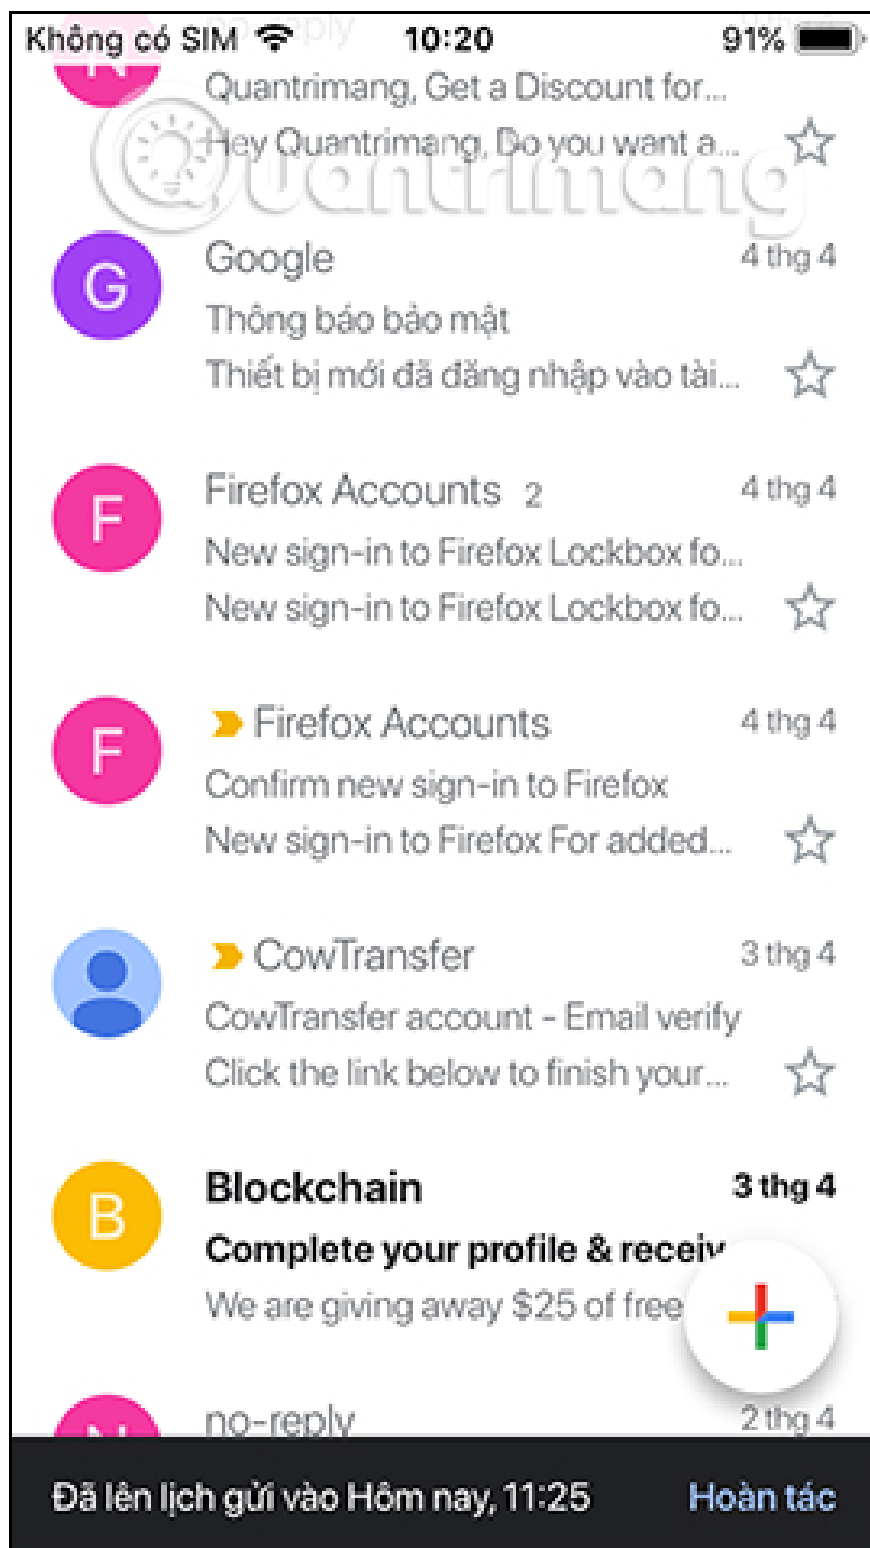 no-reply
Không có SIM 10:20 91%
N
Quantrimang, Get a Discount for...
Hey Quantrimang, Do you want a...
Quantrimang
G
Google 4 thg 4
Thông báo bảo mật
Thiết bị mới đã đăng nhập vào tài...
F
Firefox Accounts 2 4 thg 4
New sign-in to Firefox Lockbox fo...
New sign-in to Firefox Lockbox fo...
F
Firefox Accounts 4 thg 4
Confirm new sign-in to Firefox
New sign-in to Firefox For added...
CowTransfer 3 thg 4
CowTransfer account - Email verify
Click the link below to finish your...
B
Blockchain 3 thg 4
Complete your profile & receiv
We are giving away $25 of free
N
no-reply 2 thg 4
Đã lên lịch gửi vào Hôm nay, 11:25 Hoàn tác